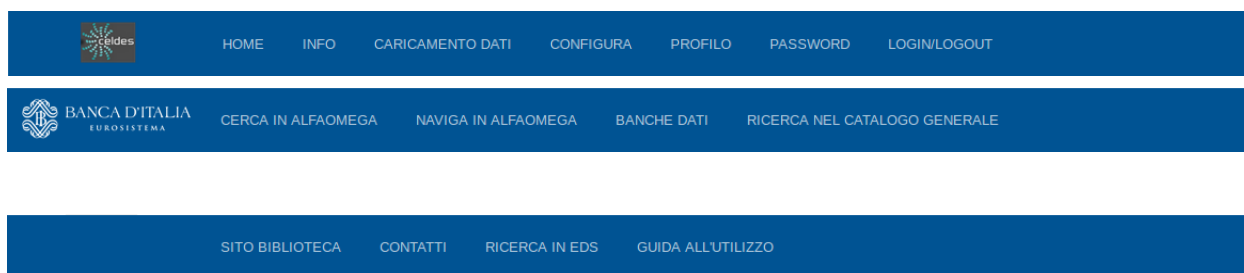 celdes HOME INFO CARICAMENTO DATI CONFIGURA PROFILO PASSWORD LOGIN/LOGOUT
BANCA D'ITALIA
EUROSISTEMA
CERCA IN ALFAOMEGA NAVIGA IN ALFAOMEGA BANCHE DATI RICERCA NEL CATALOGO GENERALE
SITO BIBLIOTECA CONTATTI RICERCA IN EDS GUIDA ALL'UTILIZZO